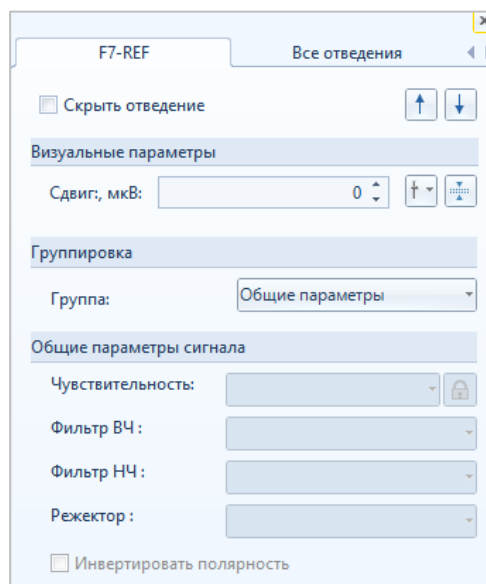 F7-REF
Все отведения
Скрыть отведение
Визуальные параметры
Сдвиг:, мкВ:
0
Группировка
Группа:
Общие параметры
Общие параметры сигнала
Чувствительность:
Фильтр ВЧ :
Фильтр НЧ :
Режектор :
Инвертировать полярность